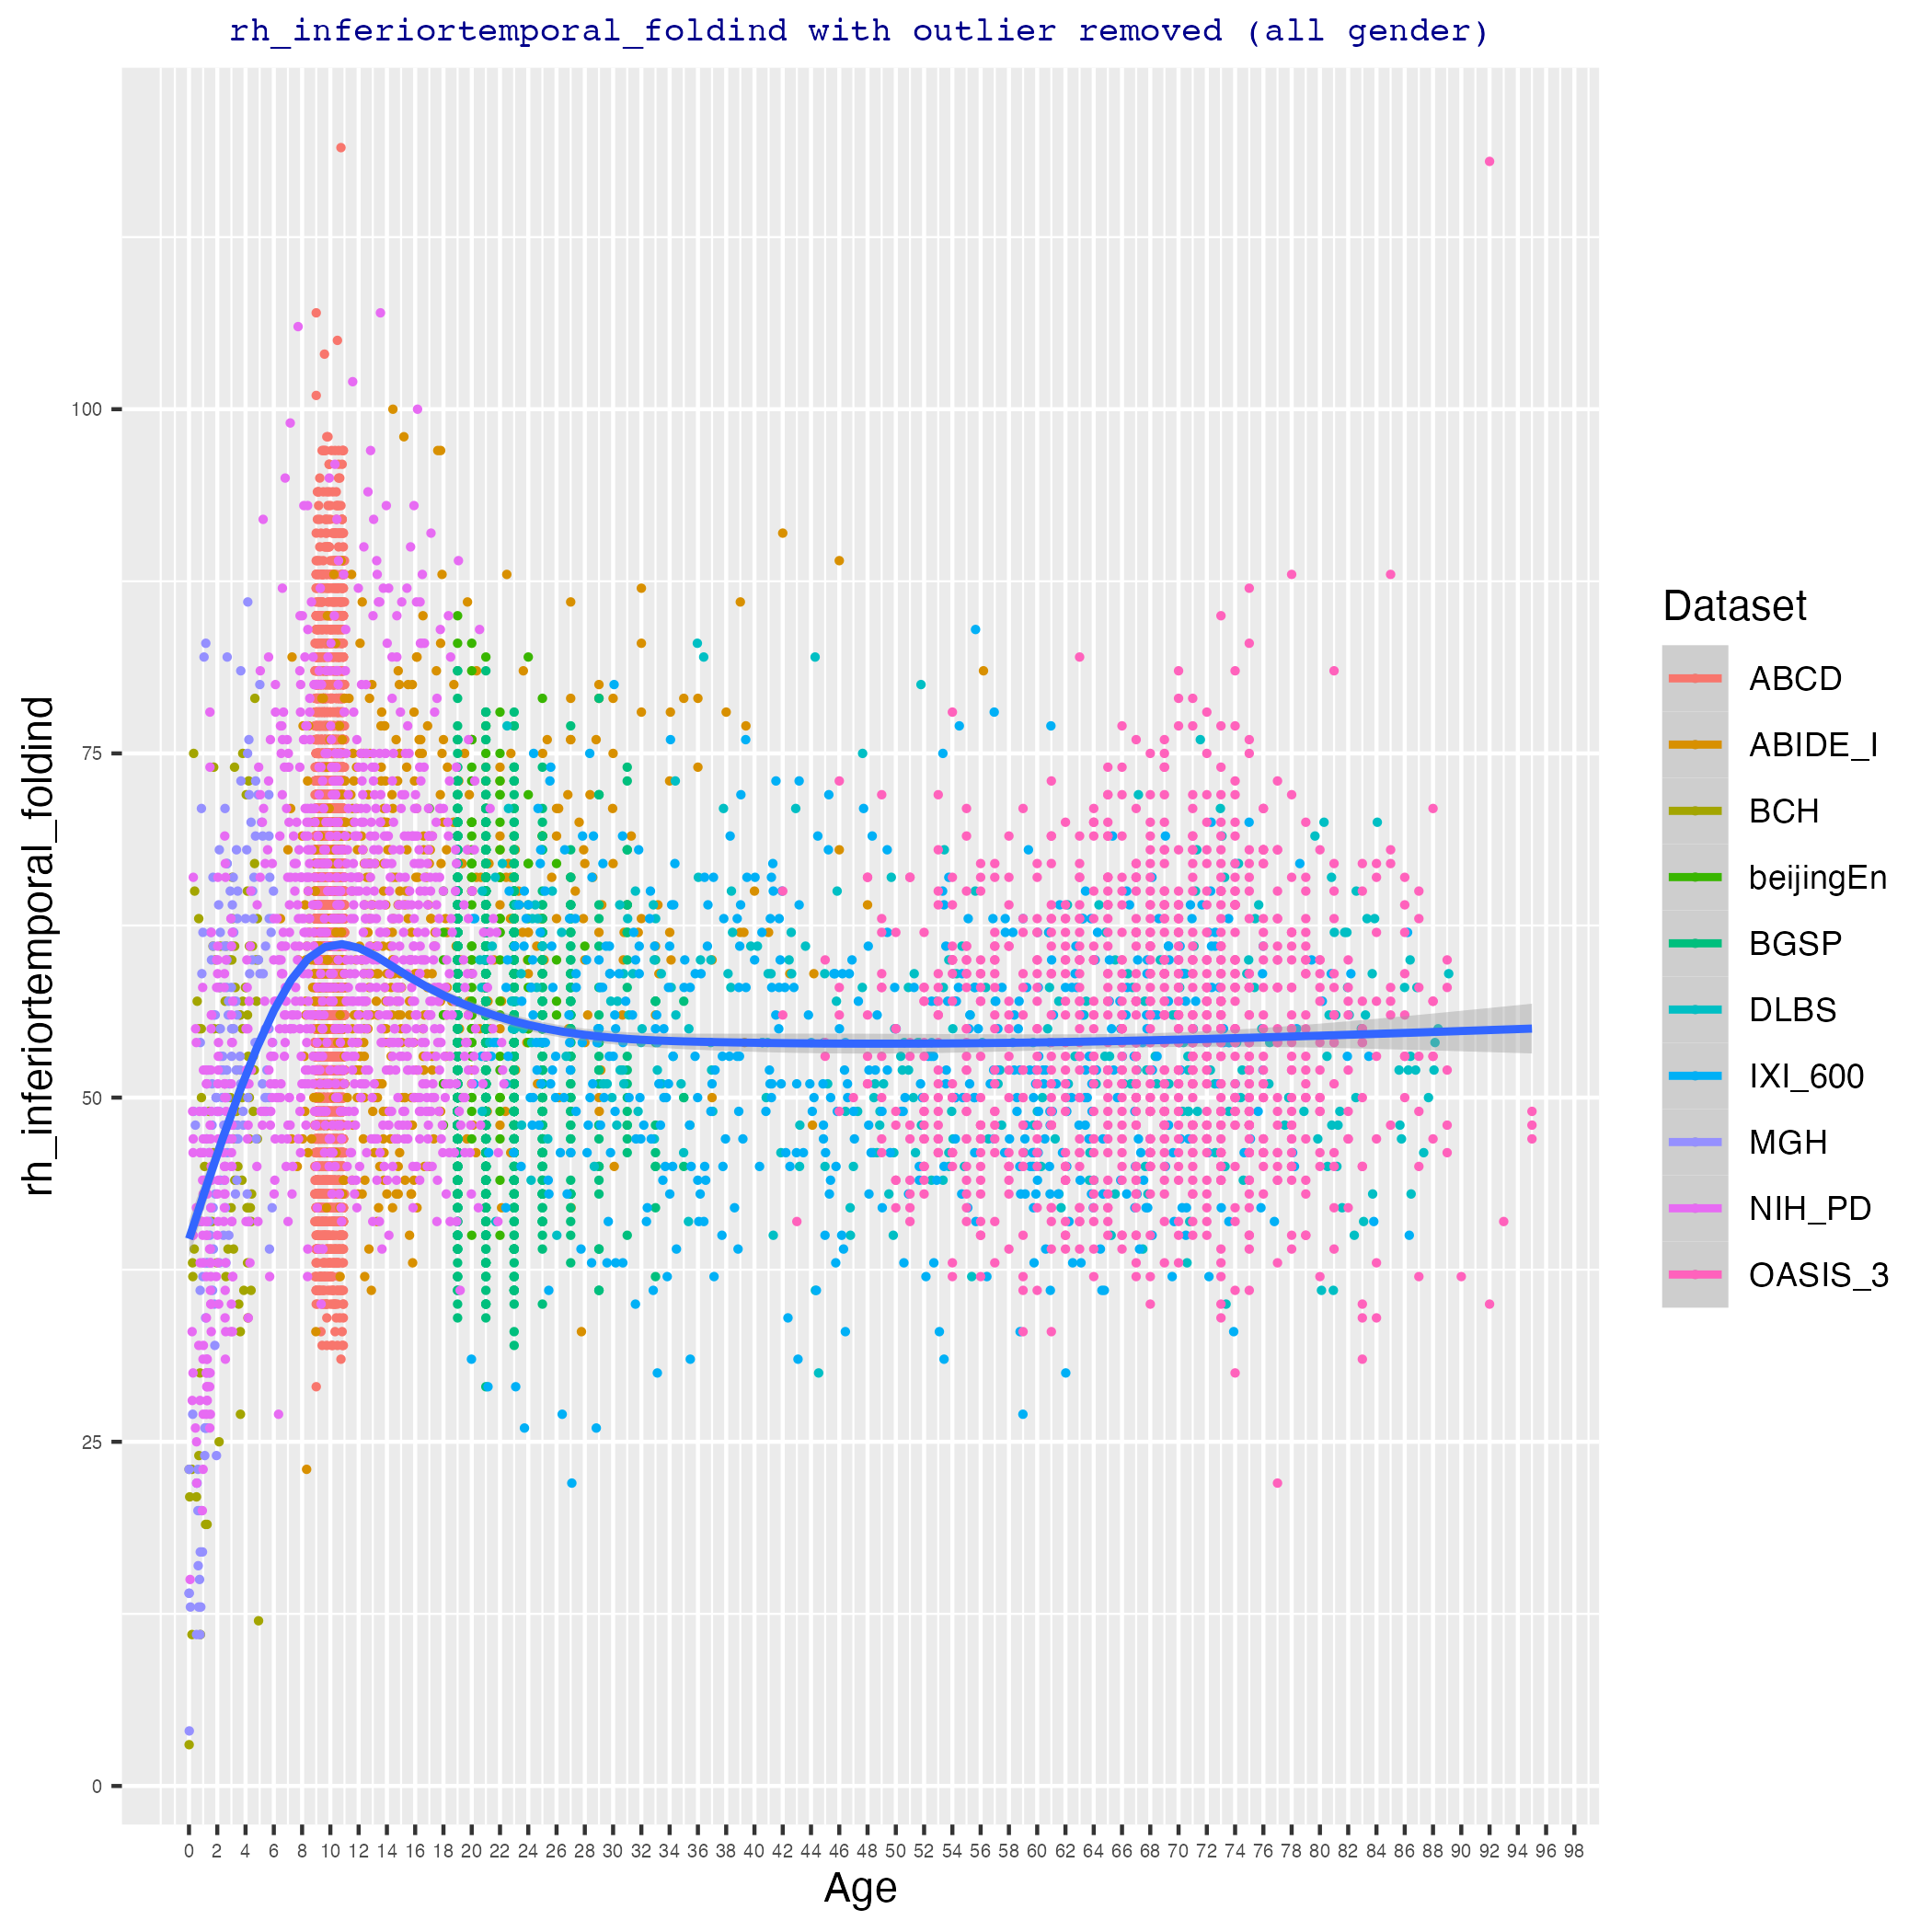 rh_inferiortemporal_foldind with outlier removed (all gender)
rh_inferiortemporal_foldind
100
75
50
25
0
0 2 4 6 8 10 12 14 16 18 20 22 24 26 28 30 32 34 36 38 40 42 44 46 48 50 52 54 56 58 60 62 64 66 68 70 72 74 76 78 80 82 84 86 88 90 92 94 96 98
Age
Dataset
ABCD
ABIDE_I
BCH
beijingEn
BGSP
DLBS
IXI_600
MGH
NIH_PD
OASIS_3